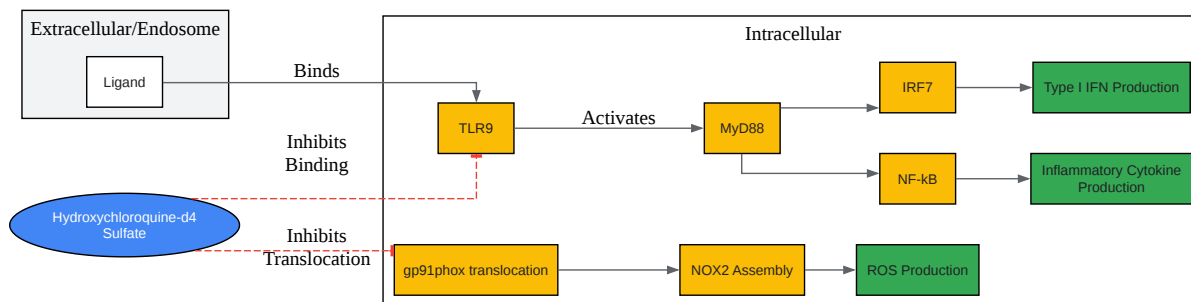 Extracellular/Endosome
Intracellular
Ligand
Binds
IRF7
Type I IFN Production
TLR9
Activates
MyD88
Inhibits
Binding
NF-kB
Inflammatory Cytokine
Production
Hydroxychloroquine-d4
Sulfate
Inhibits
Translocation
gp91phox translocation
NOX2 Assembly
ROS Production